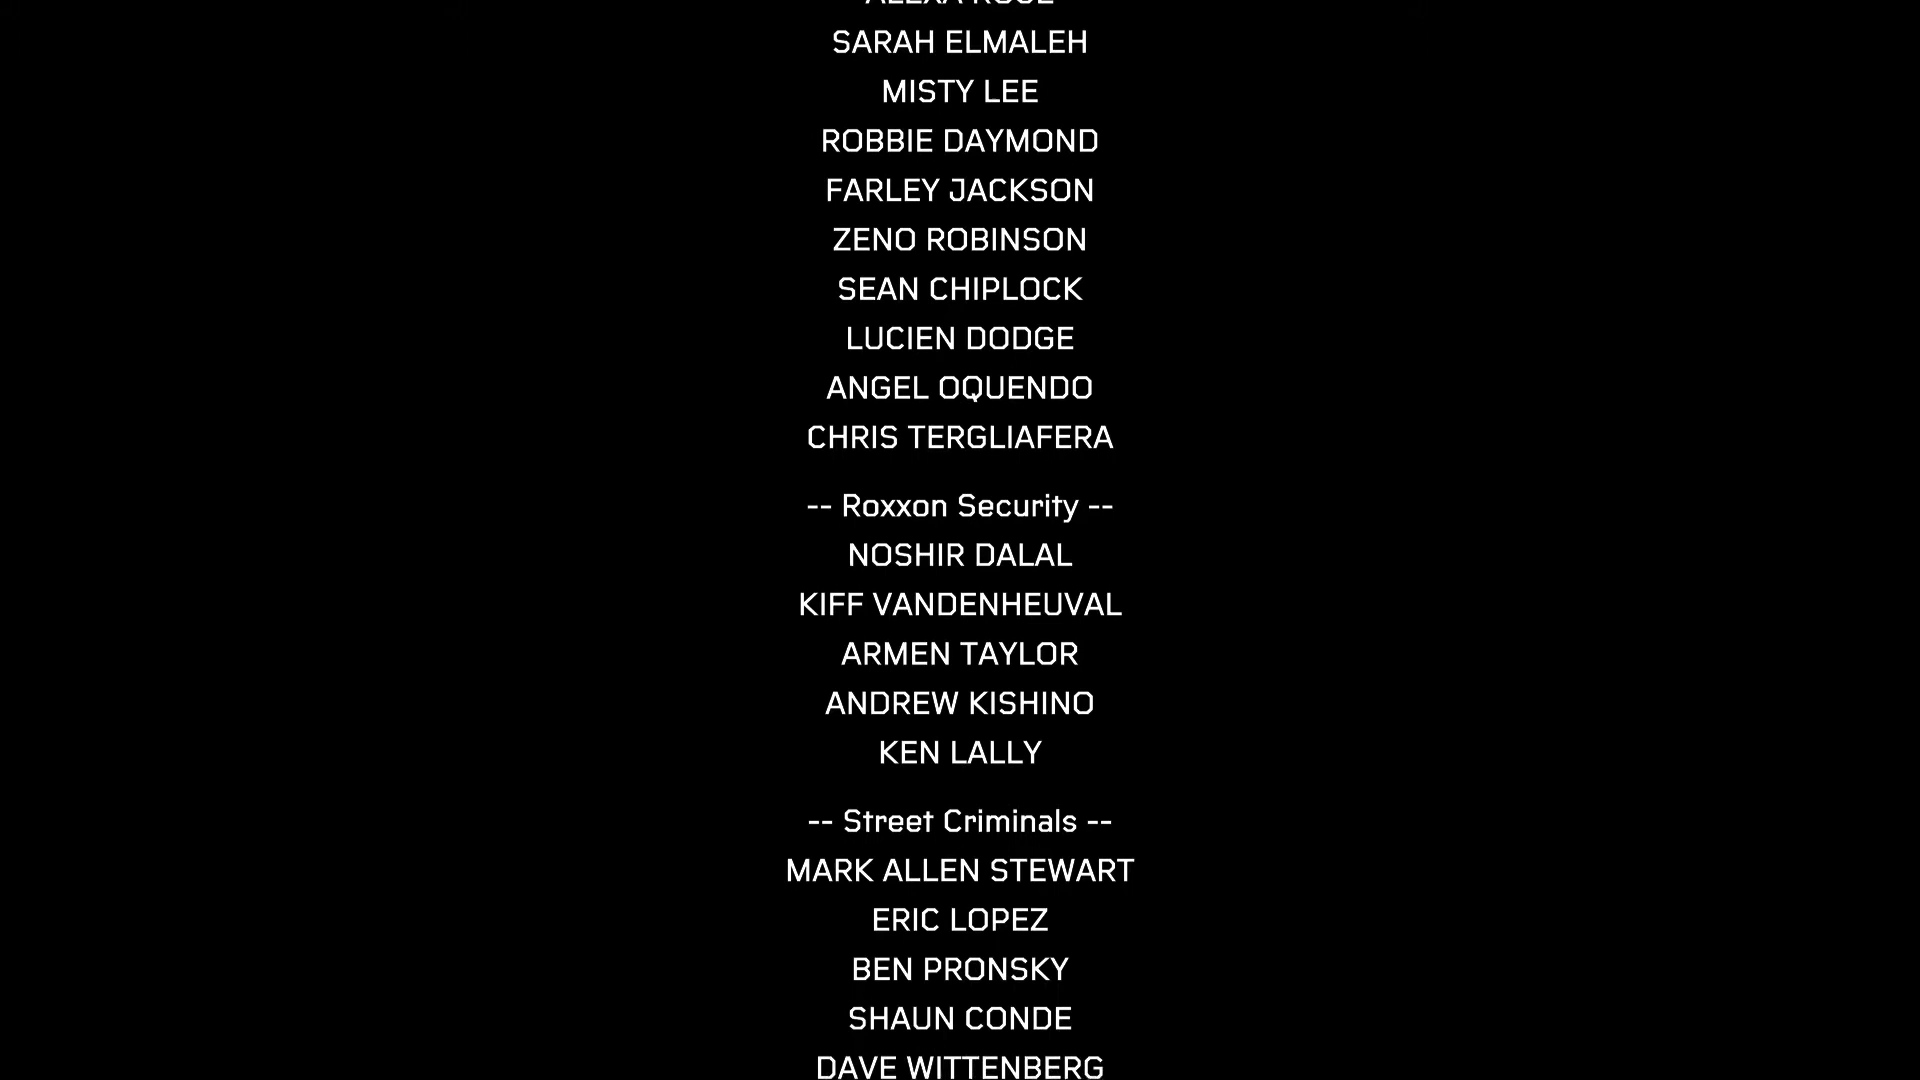 SARAH ELMALEH
MISTY LEE
ROBBIE DAYMOND
FARLEY JACKSON
ZENO ROBINSON
SEAN CHIPLOCK
LUCIEN DODGE
ANGEL OQUENDO
CHRIS TERGLIAFERA
-- Roxxon Security --
NOSHIR DALAL
KIFF VANDENHEUVAL
ARMEN TAYLOR
ANDREW KISHINO
KEN LALLY
-- Street Criminals --
MARK ALLEN STEWART
ERIC LOPEZ
BEN PRONSKY
SHAUN CONDE
DAVE WITTENBERG